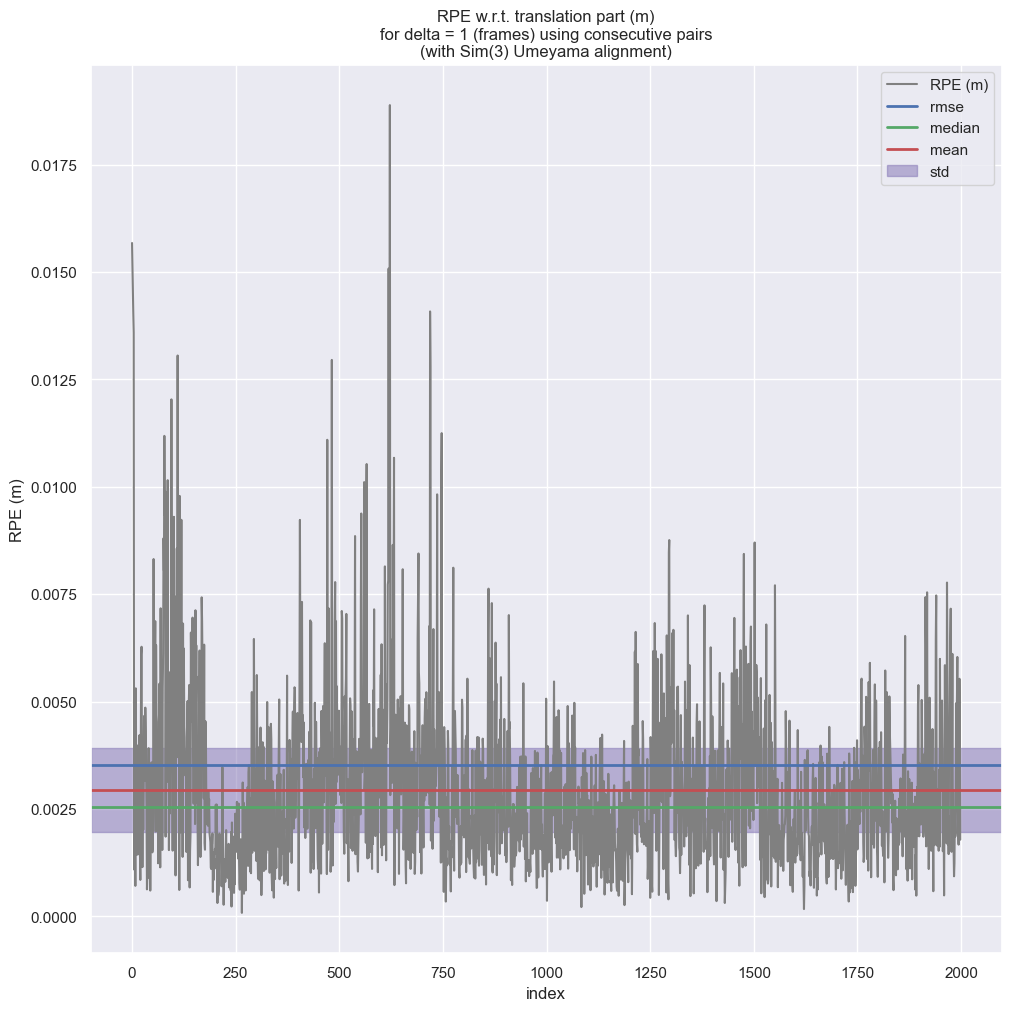 RPE w.r.t. translation part (m)
for delta = 1 (frames) using consecutive pairs
(with Sim(3) Umeyama alignment)
RPE (m)
rmse
median
mean
std
0.0175
0.0150
0.0125
0.0100
0.0075
0.0050
0.0025
0.0000
RPE (m)
0
250
500
750
1000
1250
1500
1750
2000
index